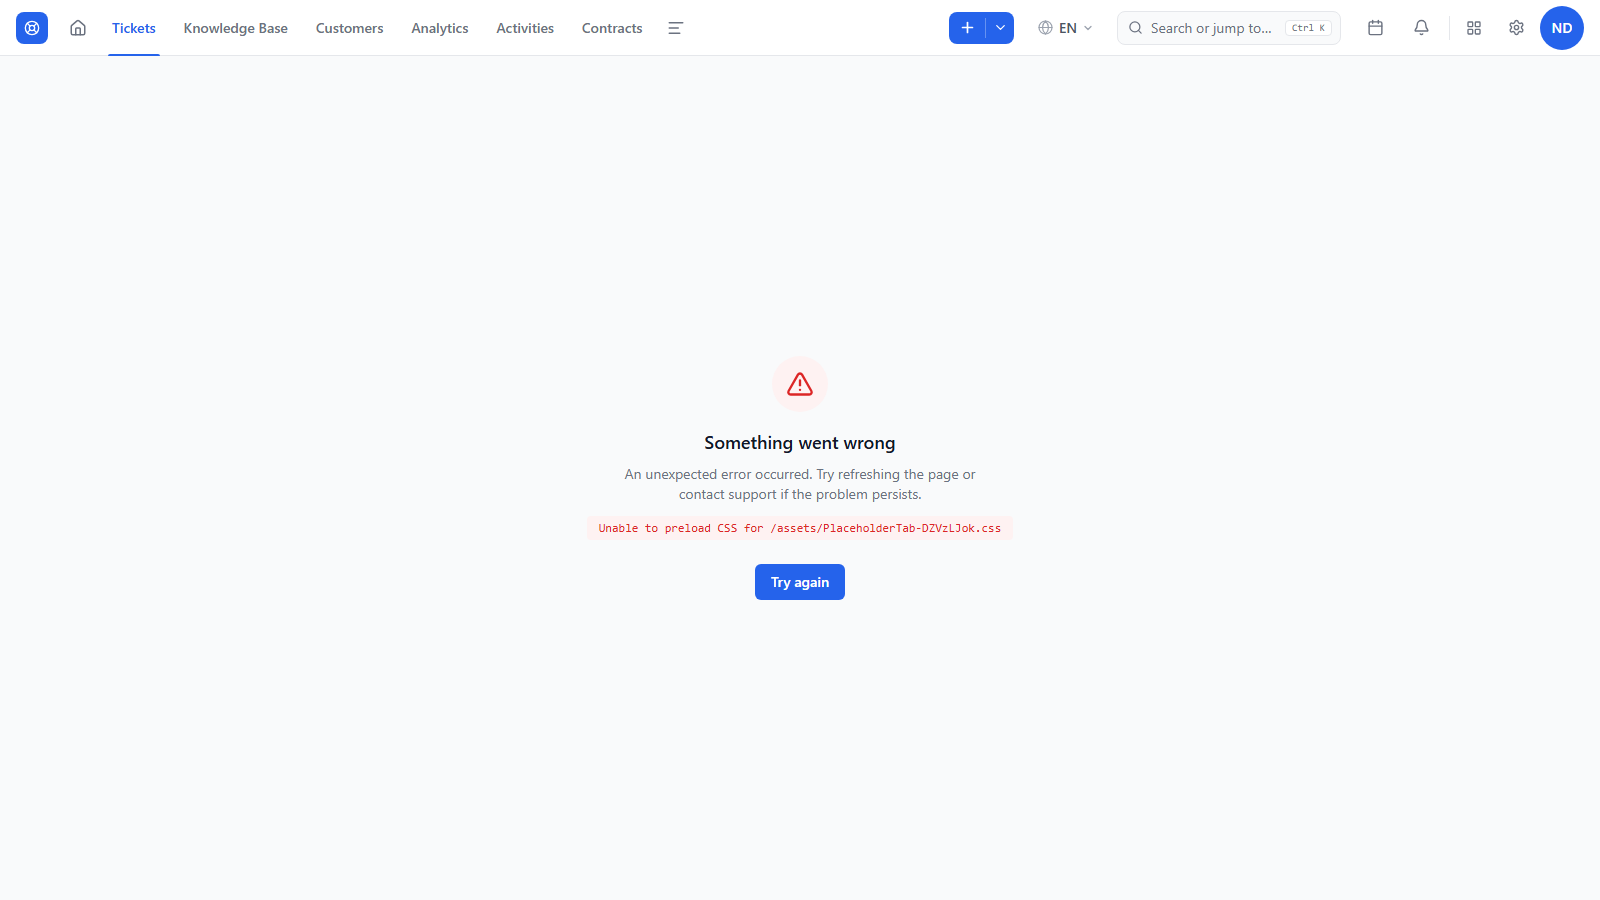 Tickets
Knowledge Base
Customers
Analytics
Activities
Contracts
EN
Search or jump to...
Ctrl K
ND
Something went wrong
An unexpected error occurred. Try refreshing the page or
contact support if the problem persists.
Unable to preload CSS for /assets/PlaceholderTab-DZVzLJok.css
Try again